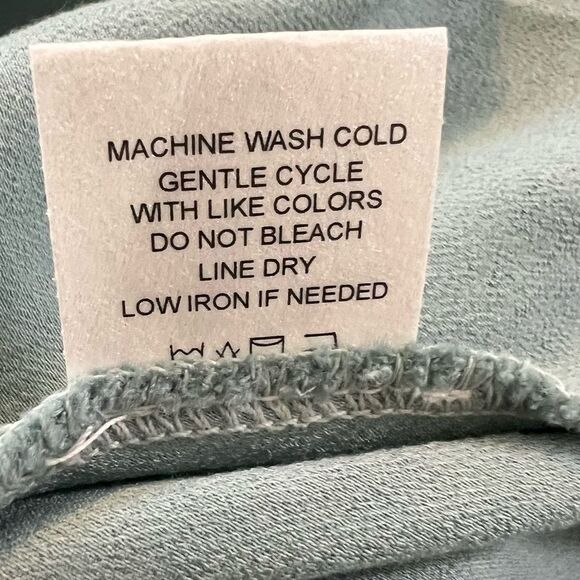 MACHINE WASH COLD
GENTLE CYCLE
WITH LIKE COLORS
DO NOT BLEACH
LINE DRY
LOW IRON IF NEEDED